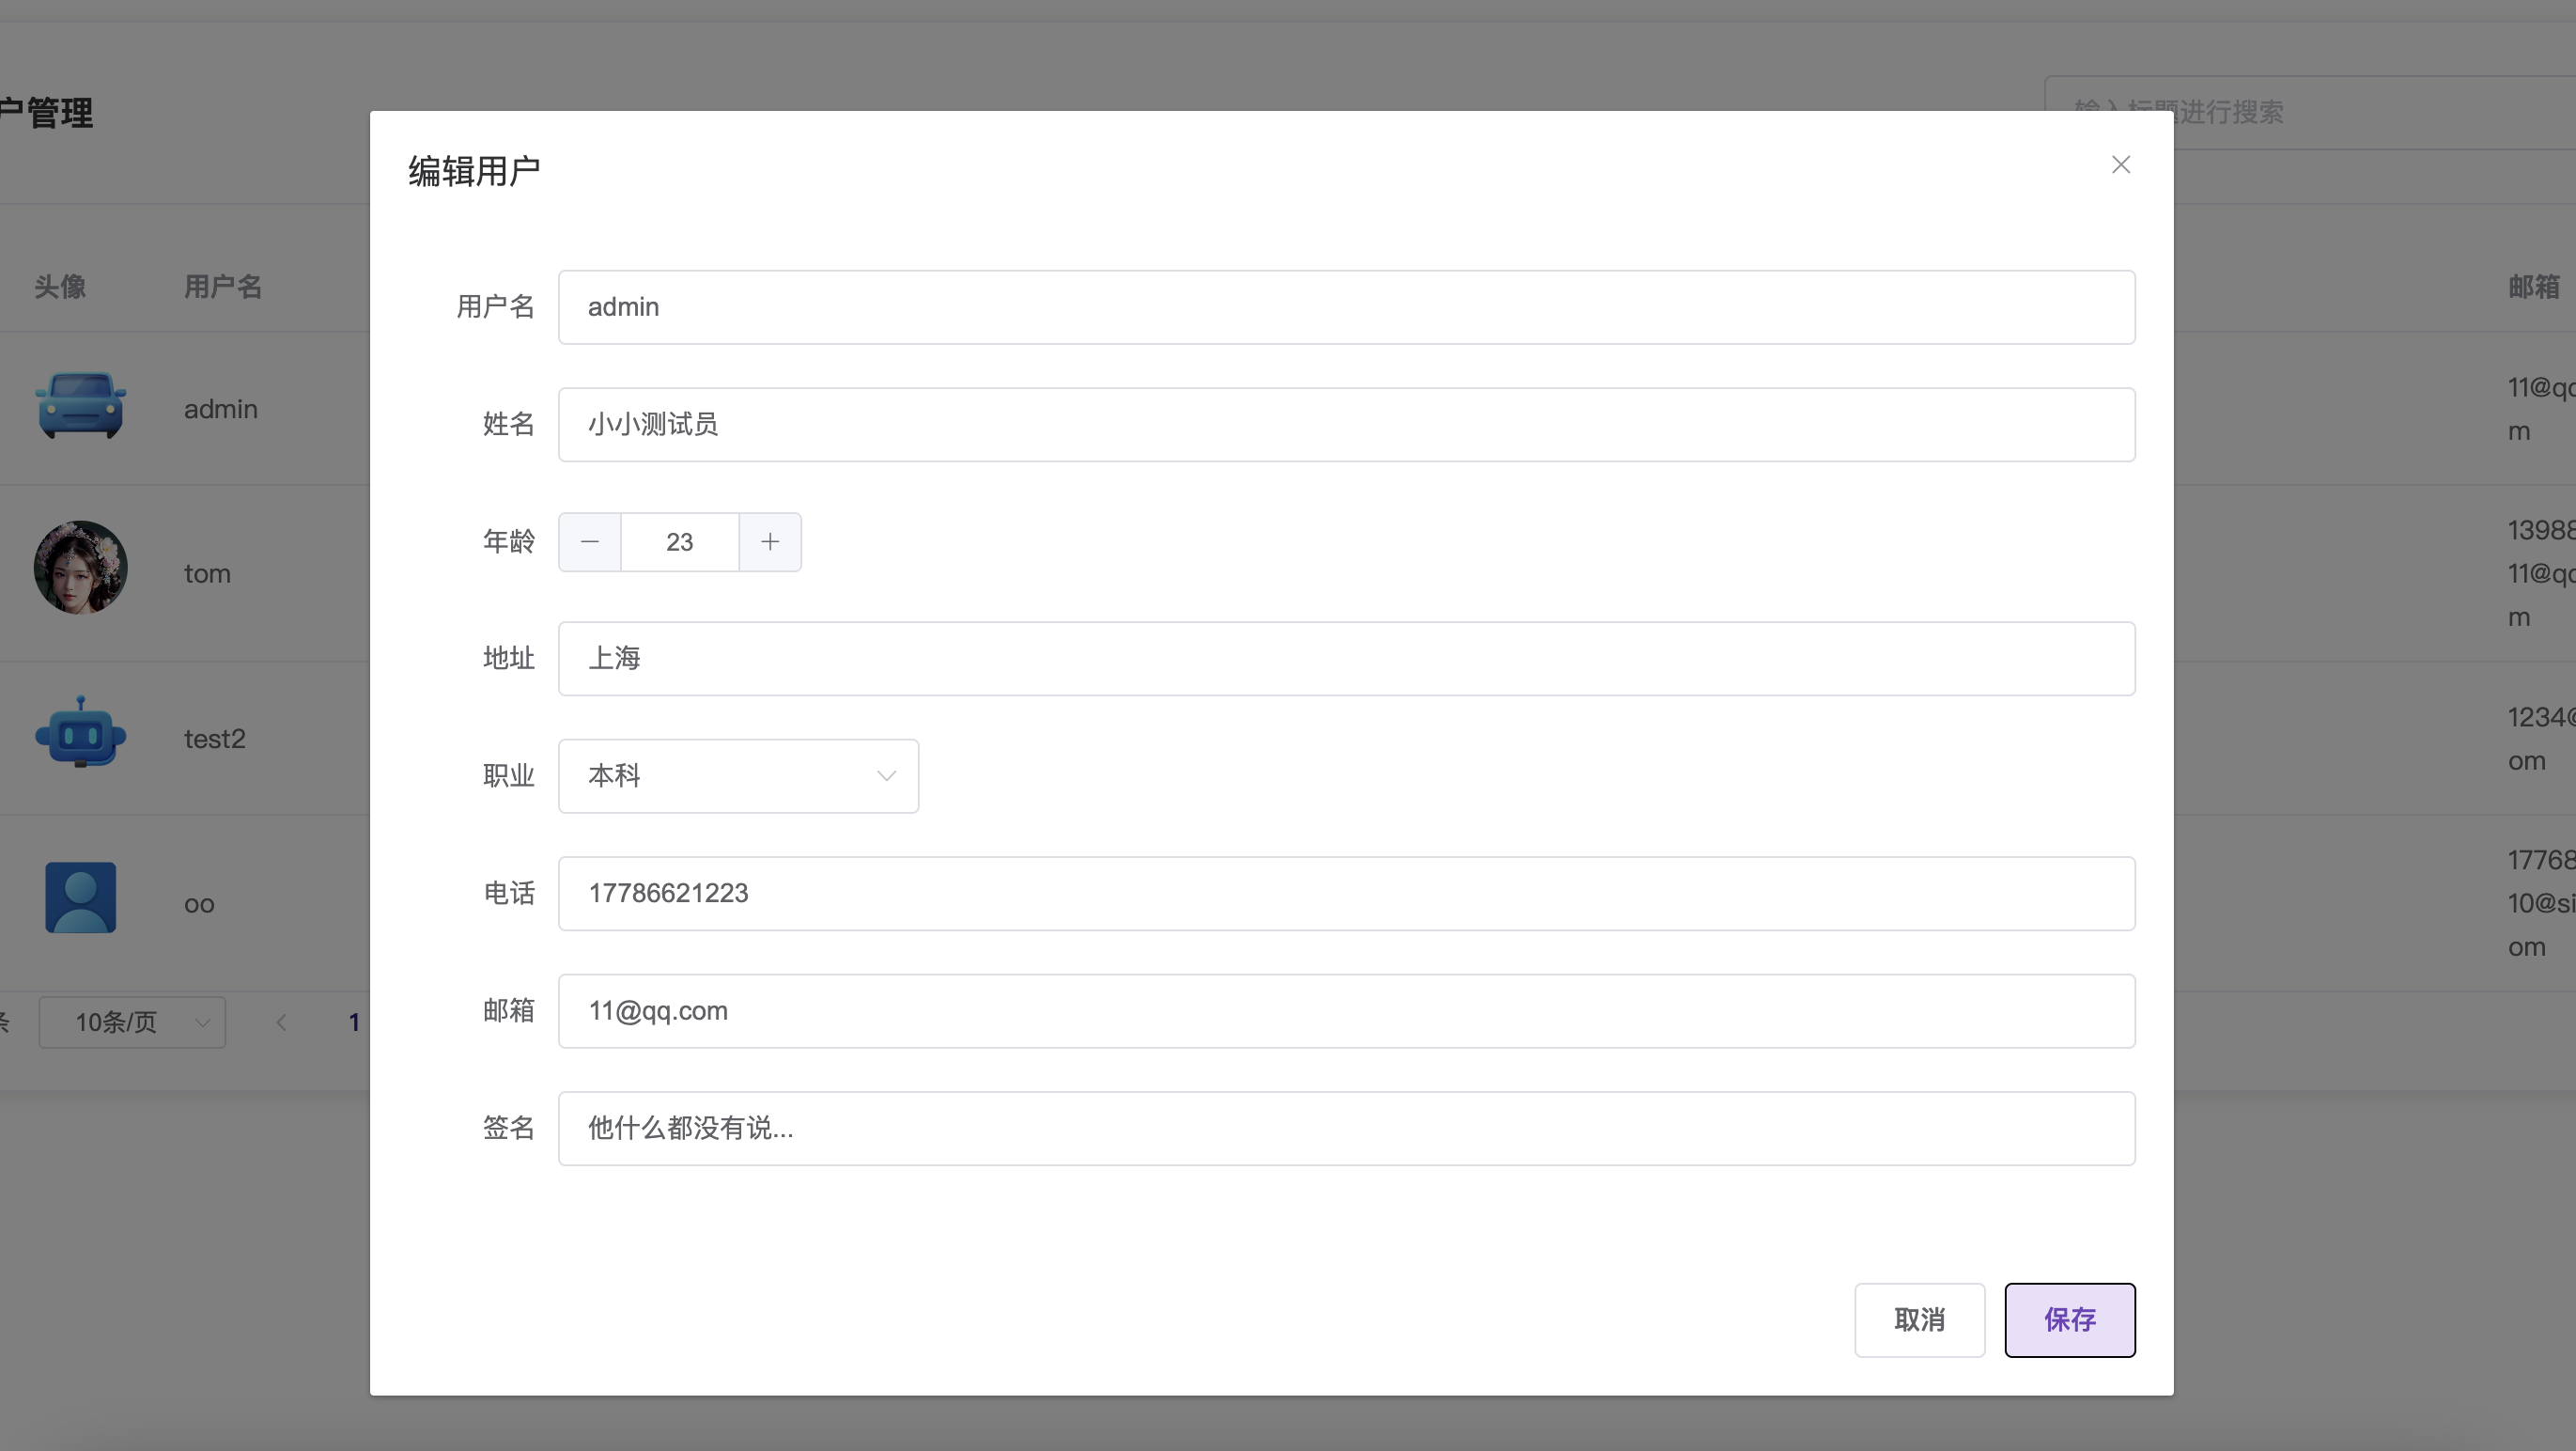 户管理
输入标题进行搜索
编辑用户
头像
用户名
邮箱
用户名
admin
姓名
小小测试员
年龄
23
地址
上海
职业
本科
电话
17786621223
邮箱
11@qq.com
签名
他什么都没有说...
取消
保存
admin
11@qc
m
tom
13988
11@qc
m
test2
1234@
om
oo
17768
10@si
om
条
10条/页
1